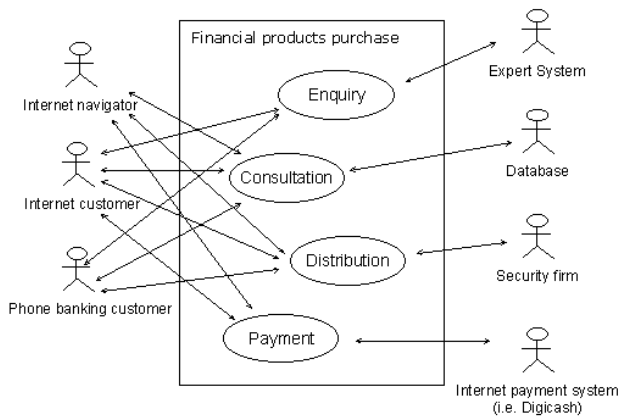 Financial products purchase
Internet navigator
Internet customer
Phone banking customer
Enquiry
Consultation
Distribution
Payment
Expert System
Database
Security firm
Internet payment system
(i.e. Digicash)